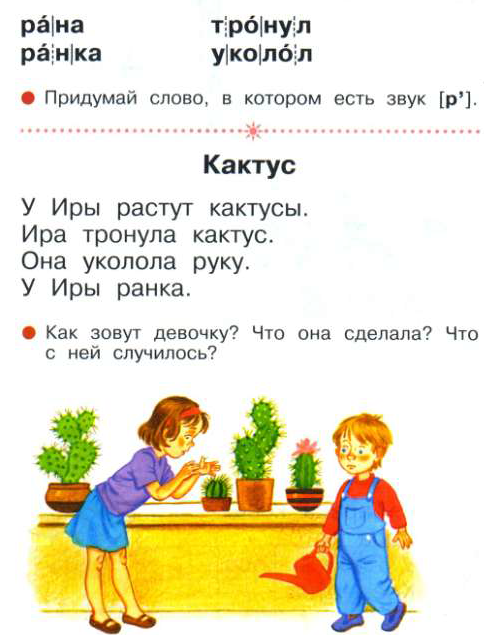 ра́|на т¦ро́|ну¦л
ра́¦н|ка у|ко|ло́¦л
● Придумай слово, в котором есть звук [р’].
Кактус
У Иры растут кактусы.
Ира тронула кактус.
Она уколола руку.
У Иры ранка.
● Как зовут девочку? Что она сделала? Что
с ней случилось?